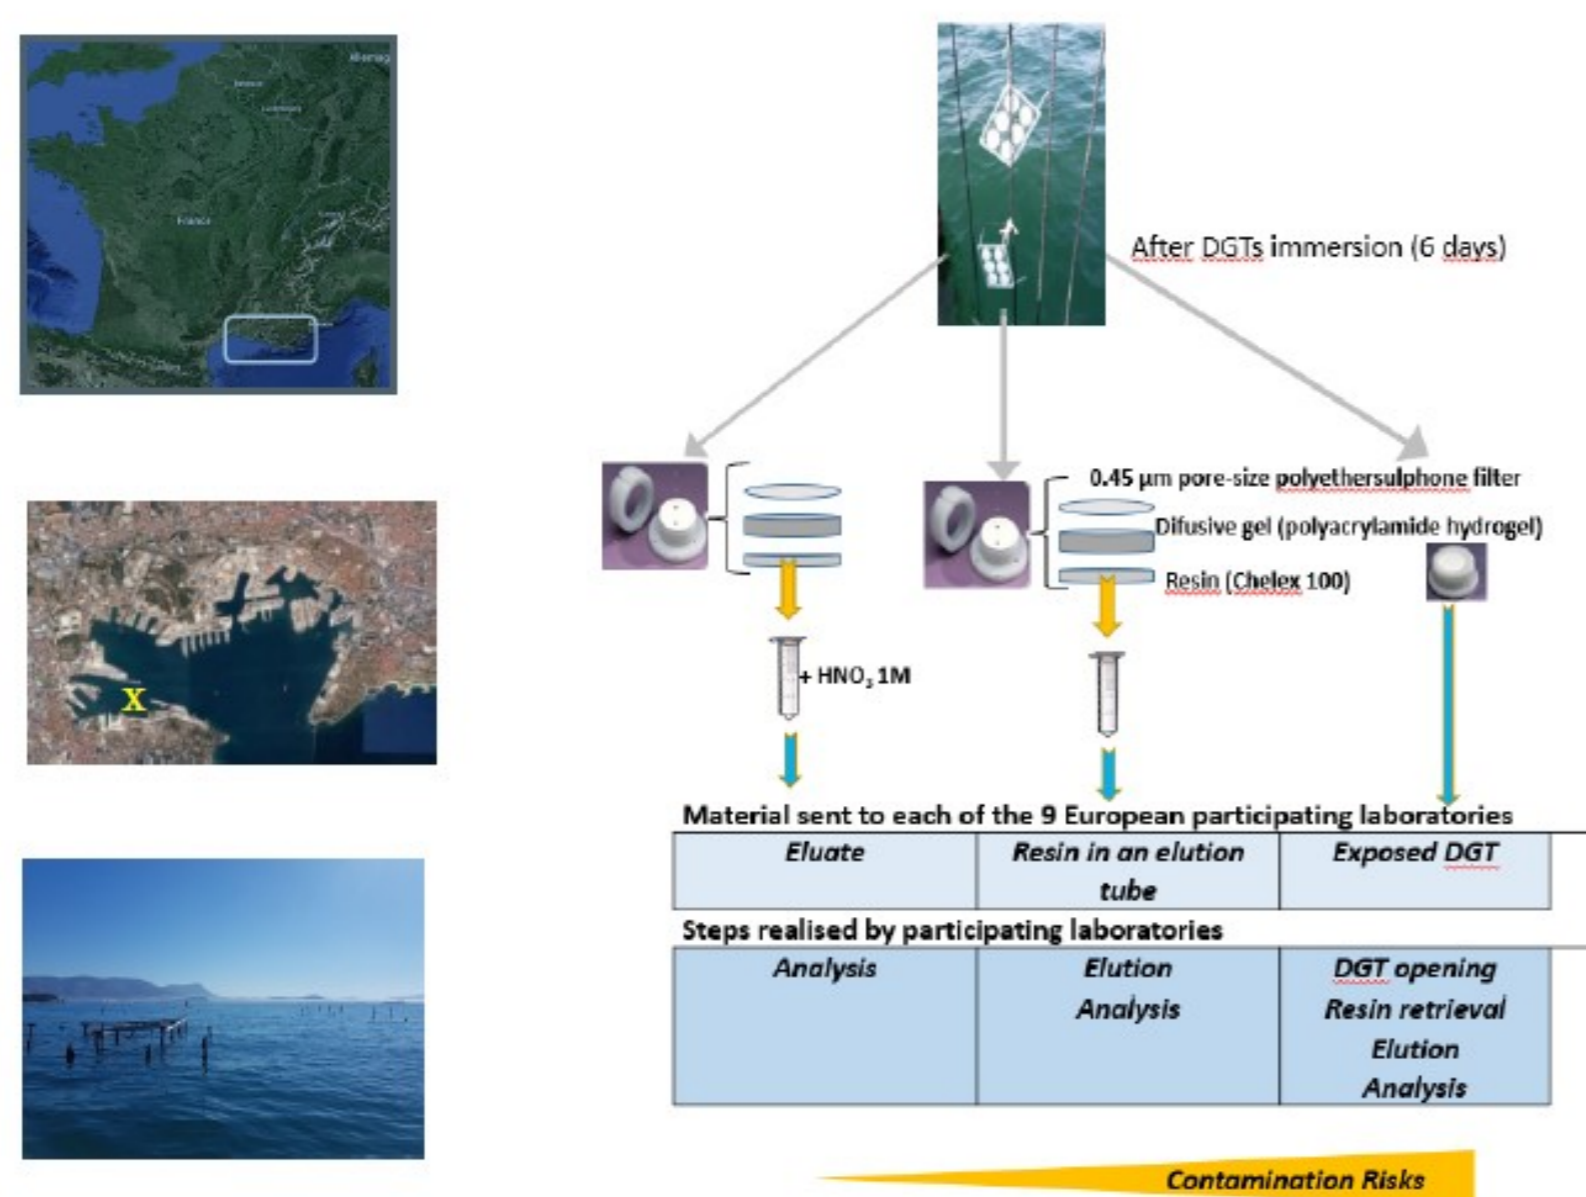 Allemag
France
X
After DGTs immersion (6 days)
0.45 µm pore-size polyethersulphone filter
Difusive gel (polyacrylamide hydrogel)
Resin (Chelex 100)
+ HNO3 1M
Material sent to each of the 9 European participating laboratories
Eluate
Resin in an elution
tube
Exposed DGT
Steps realised by participating laboratories
Analysis
Elution
Analysis
DGT opening
Resin retrieval
Elution
Analysis
Contamination Risks